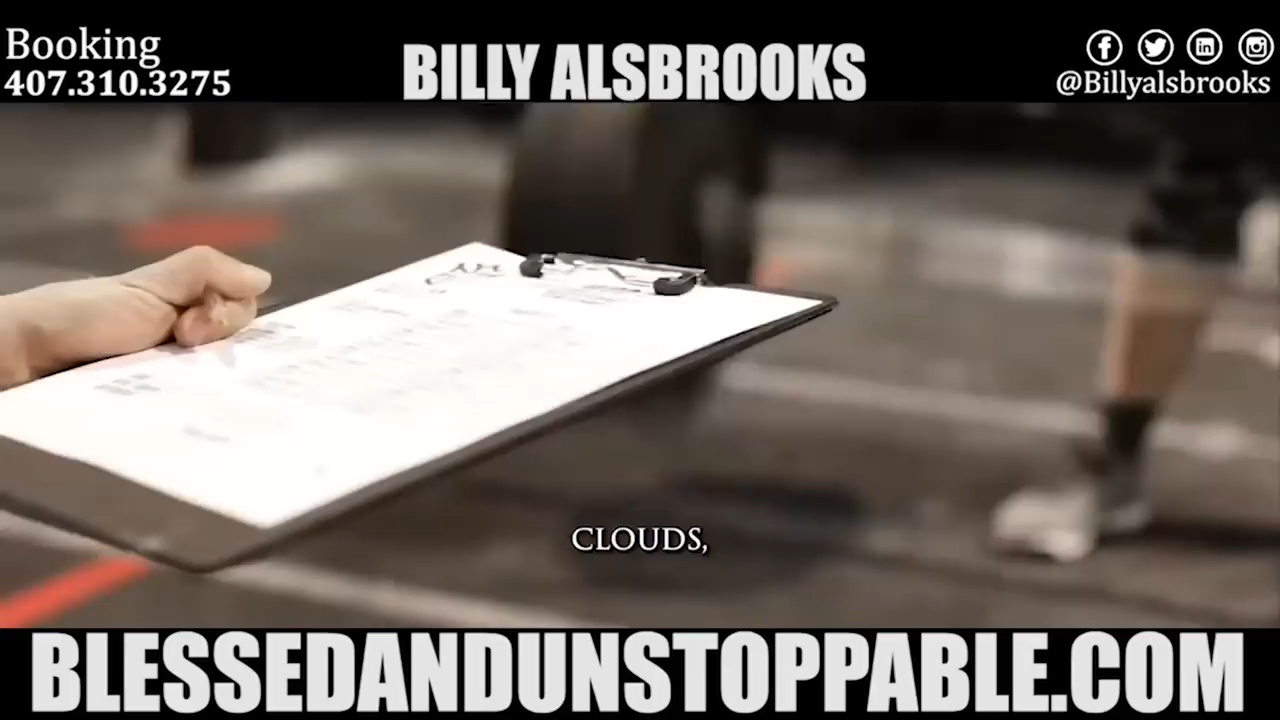 Booking
407.310.3275
BILLY ALSBROOKS
@Billyalsbrooks
CLOUDS,
BLESSEDANDUNSTOPPABLE.COM